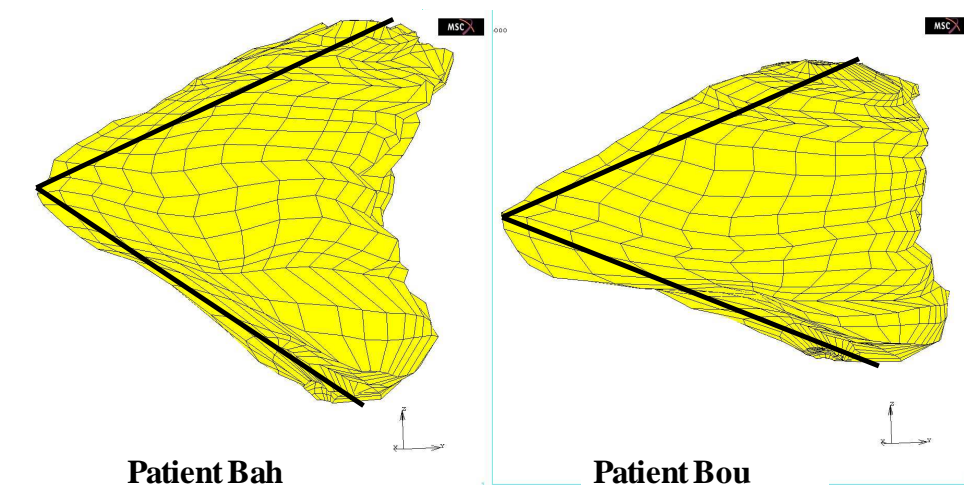 MSC
000
MSC
Z
X
Y
Z
X
Y
Patient Bah
Patient Bou